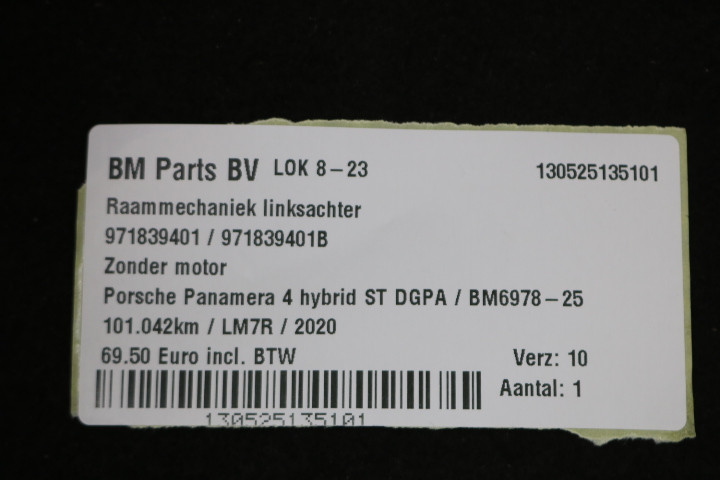 BM Parts BV LOK 8-23 130525135101
Raammechaniek linksachter
971839401 / 971839401B
Zonder motor
Porsche Panamera 4 hybrid ST DGPA / BM6978-25
101.042km / LM7R / 2020
69.50 Euro incl. BTW Verz: 10
Aantal: 1
130525135101